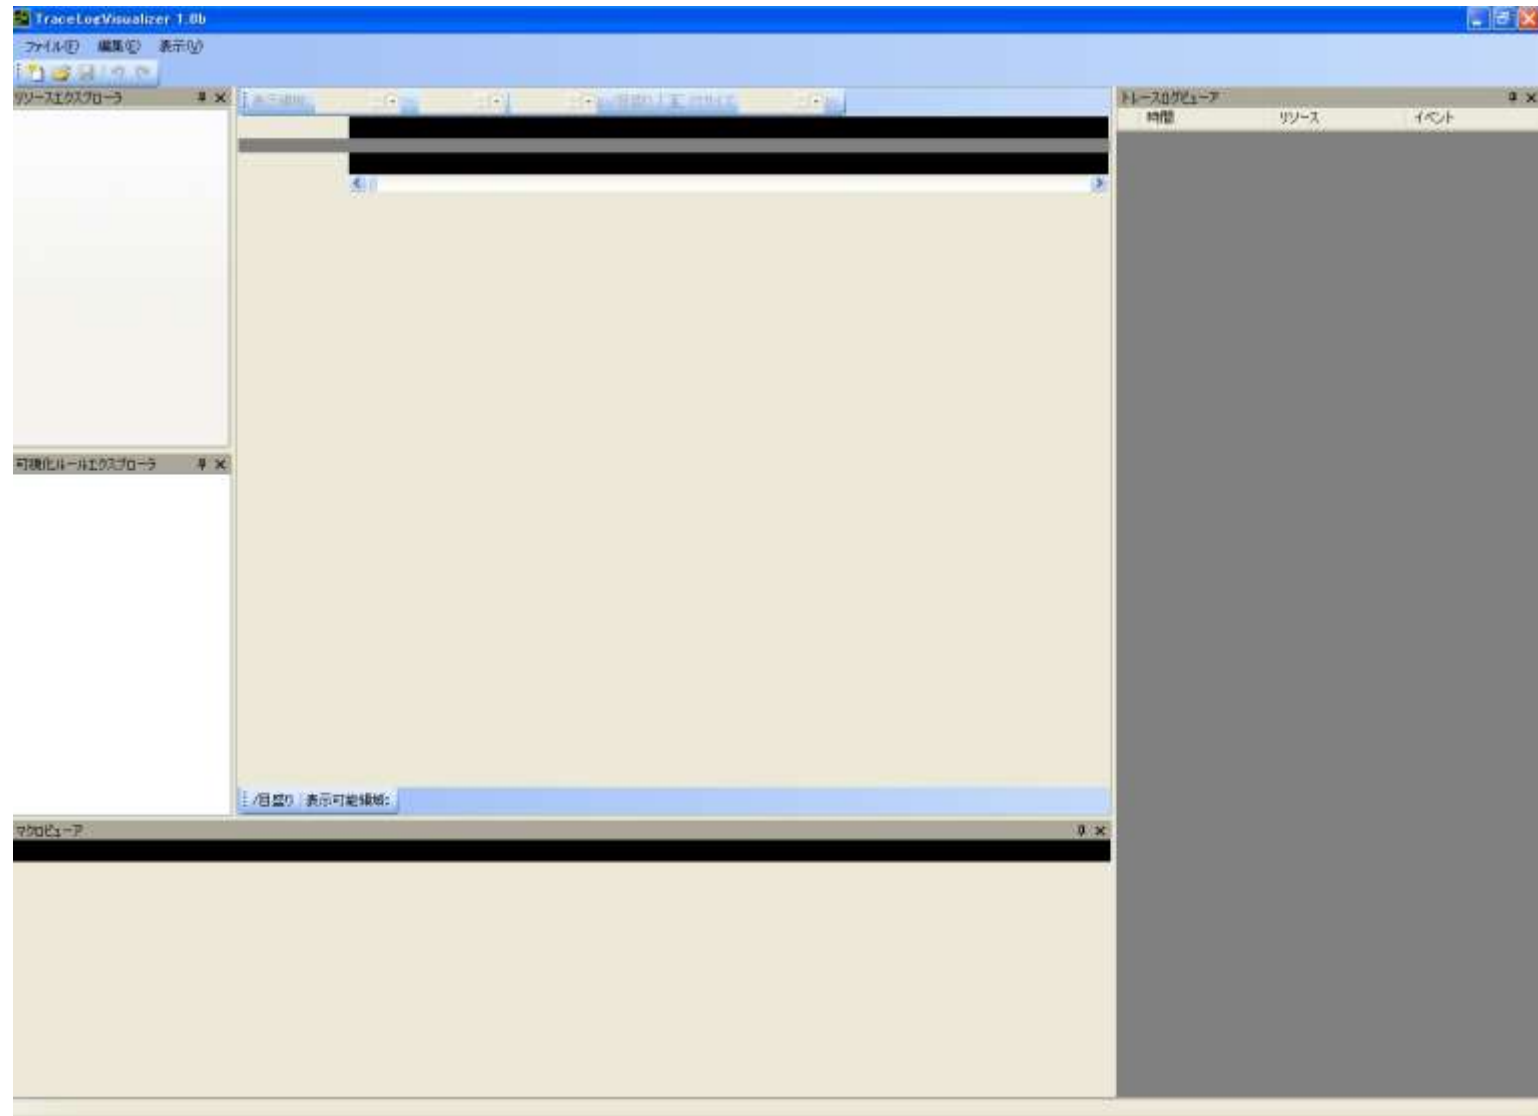 TraceLogVisualizer 1.0b
ファイル(F) 編集(E) 表示(V)
リソースエクスプローラ
トレースログビューア
時間 リソース イベント
可視化ルールエクスプローラ
/目盛り 表示可能領域:
マクロビューア